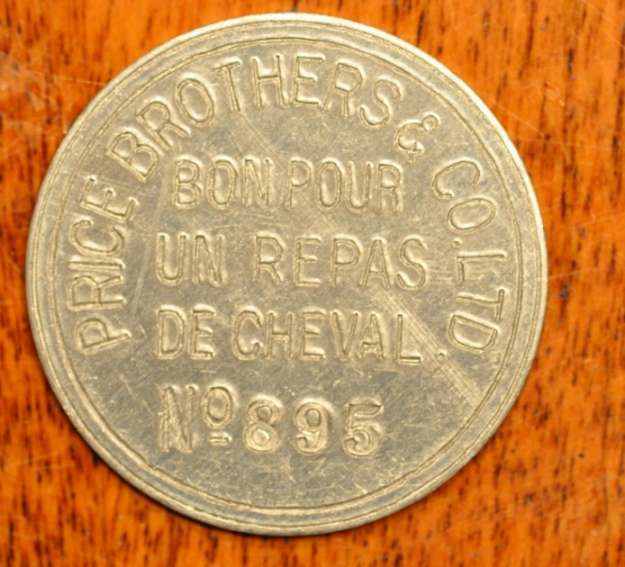 PRICE BROTHERS & CO. LTD.
BON POUR
UN REPAS
DE CHEVAL.
Nº 895